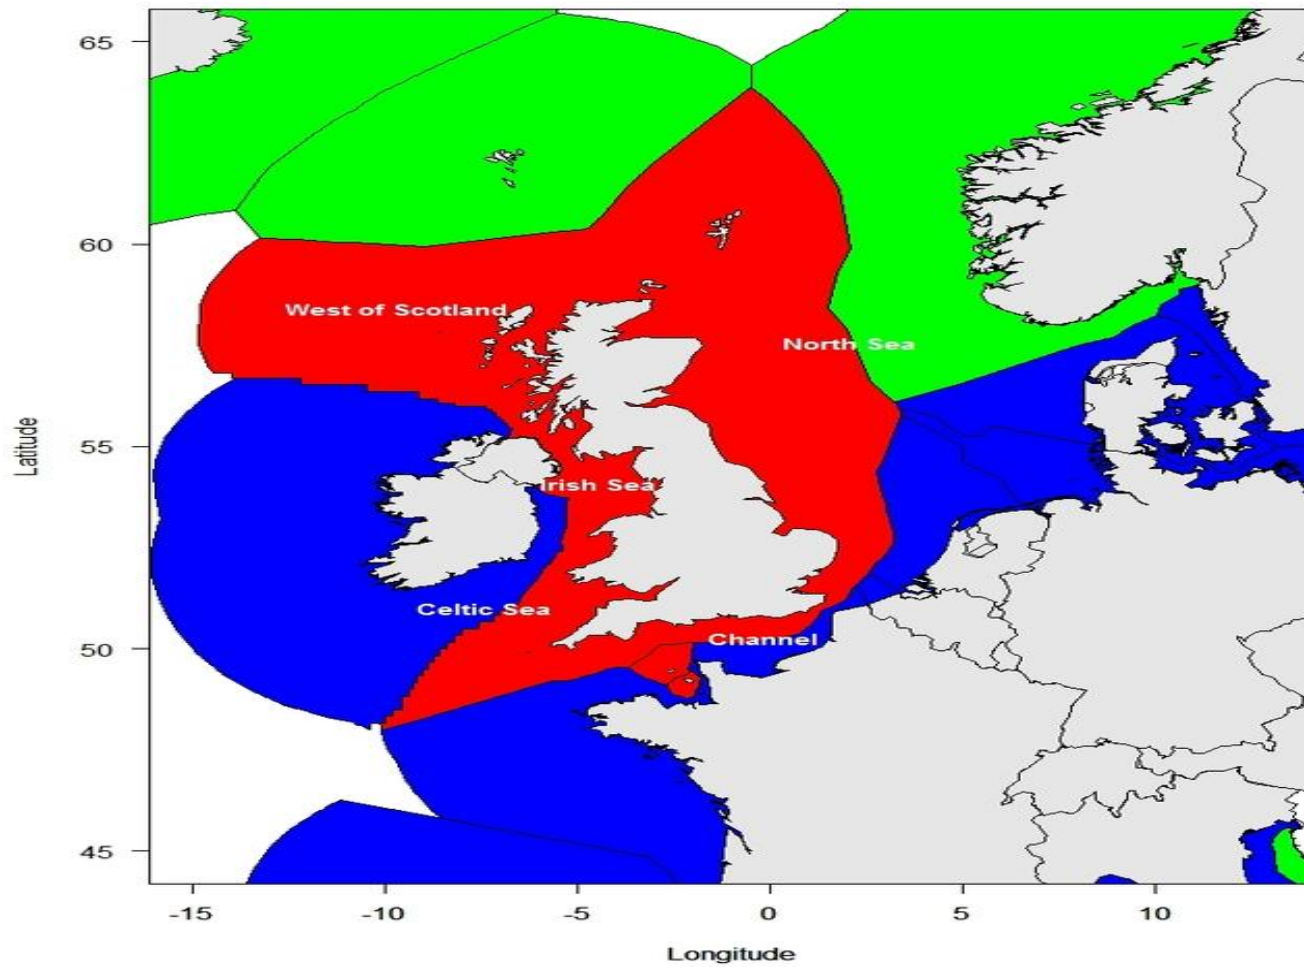 65
60
West of Scotland
North Sea
55
Latitude
Irish Sea
Celtic Sea
Channel
50
45
-15 -10 -5 0 5 10
Longitude